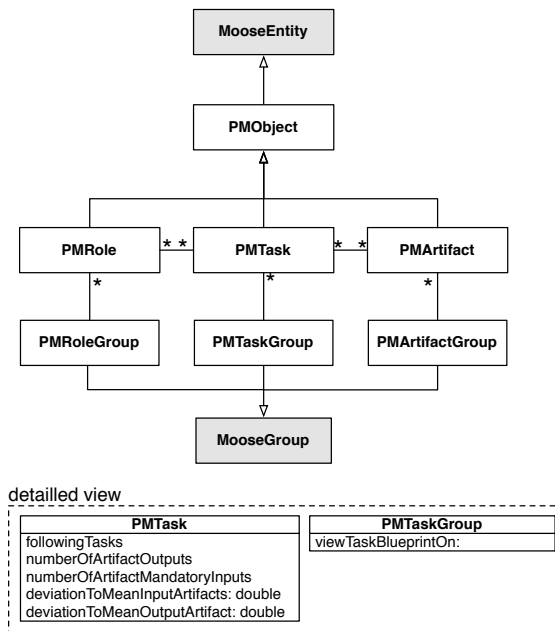 MooseEntity
PMObject
PMRole
* *
PMTask
* *
PMArtifact
* * *
PMRoleGroup PMTaskGroup PMArtifactGroup
MooseGroup
detailled view
PMTask
followingTasks
numberOfArtifactOutputs
numberOfArtifactMandatoryInputs
deviationToMeanInputArtifacts: double
deviationToMeanOutputArtifact: double
PMTaskGroup
viewTaskBlueprintOn: